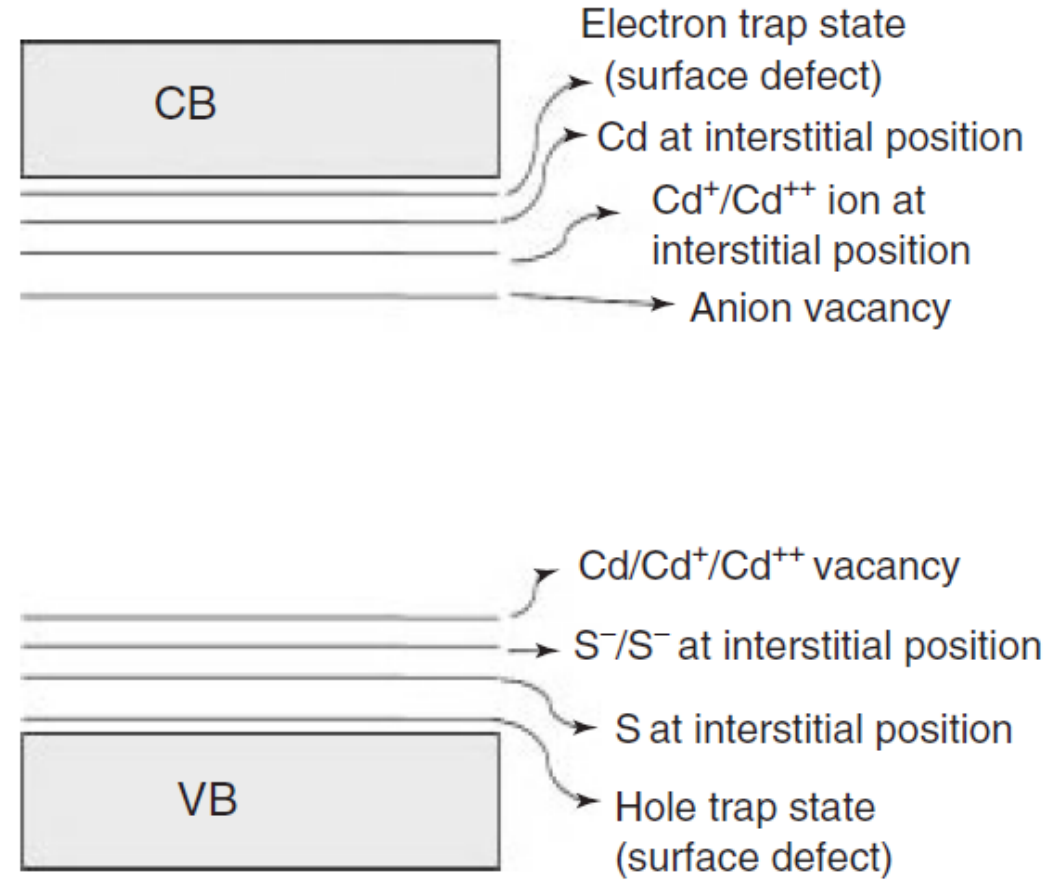 Electron trap state
(surface defect)
CB
Cd at interstitial position
Cd⁺/Cd⁺⁺ ion at
interstitial position
Anion vacancy
Cd/Cd⁺/Cd⁺⁺ vacancy
S⁻/S⁻ at interstitial position
S at interstitial position
VB
Hole trap state
(surface defect)